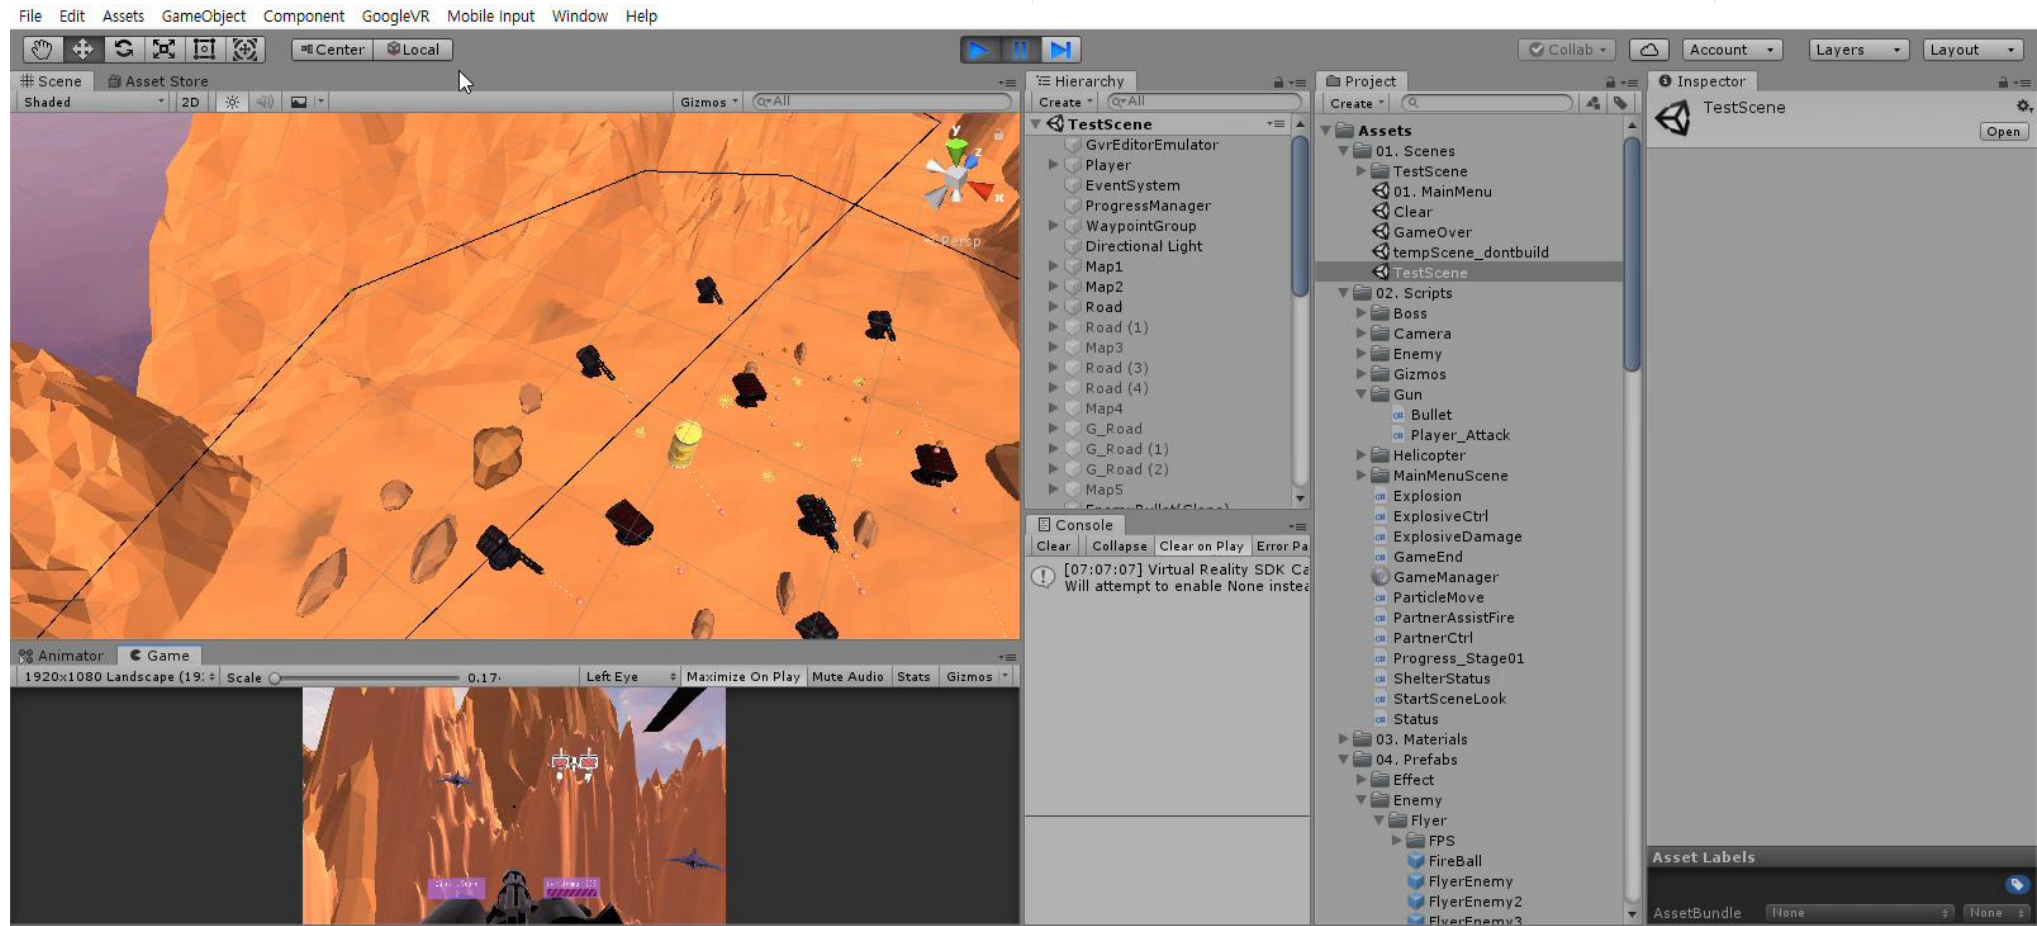 File Edit Assets GameObject Component GoogleVR Mobile Input Window Help
Center Local
Collab Account Layers Layout
Scene Asset Store
Shaded 2D Gizmos All
Hierarchy
Create All
TestScene
GvrEditorEmulator
Player
EventSystem
ProgressManager
WaypointGroup
Directional Light
Map1
Map2
Road
Road (1)
Map3
Road (3)
Road (4)
Map4
G_Road
G_Road (1)
G_Road (2)
Map5
EnemyBullet(Clone)
y
z
x
Persp
Console
Clear Collapse Clear on Play Error Pa
[07:07:07] Virtual Reality SDK Ca
Will attempt to enable None instea
Project
Create
Assets
01. Scenes
TestScene
01. MainMenu
Clear
GameOver
tempScene_dontbuild
TestScene
02. Scripts
Boss
Camera
Enemy
Gizmos
Gun
Bullet
Player_Attack
Helicopter
MainMenuScene
Explosion
ExplosiveCtrl
ExplosiveDamage
GameEnd
GameManager
ParticleMove
PartnerAssistFire
PartnerCtrl
Progress_Stage01
ShelterStatus
StartSceneLook
Status
03. Materials
04. Prefabs
Effect
Enemy
Flyer
FPS
FireBall
FlyerEnemy
FlyerEnemy2
FlyerEnemy3
Inspector
TestScene
Open
Asset Labels
AssetBundle None None
Animator Game
1920x1080 Landscape (19: Scale 0.17 Left Eye Maximize On Play Mute Audio Stats Gizmos